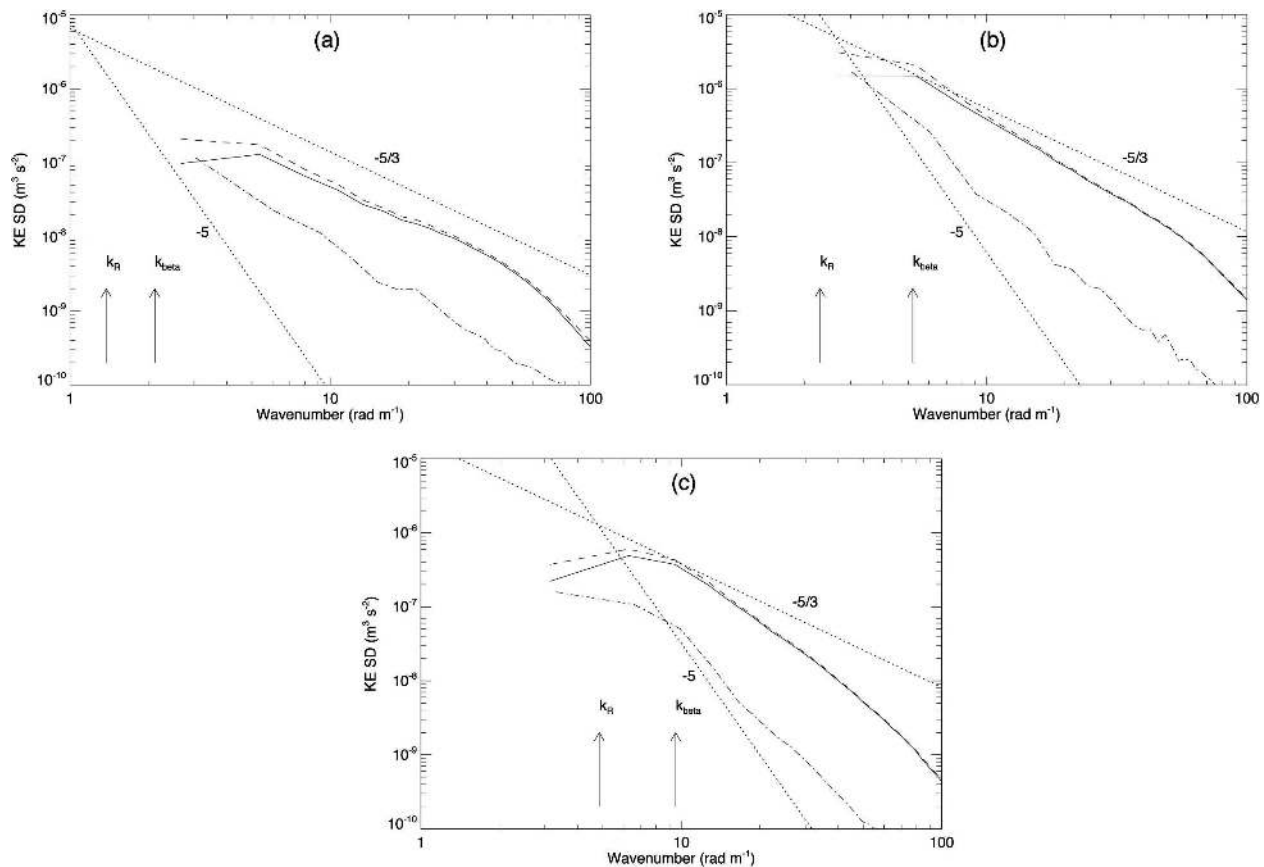 (a)
10⁻⁵
10⁻⁶
10⁻⁷
10⁻⁸
10⁻⁹
10⁻¹⁰
KE SD (m³ s⁻²)
-5/3
-5
k_R
k_beta
1
10
100
Wavenumber (rad m⁻¹)
(b)
10⁻⁵
10⁻⁶
10⁻⁷
10⁻⁸
10⁻⁹
10⁻¹⁰
KE SD (m³ s⁻²)
-5/3
-5
k_R
k_beta
1
10
100
Wavenumber (rad m⁻¹)
(c)
10⁻⁵
10⁻⁶
10⁻⁷
10⁻⁸
10⁻⁹
10⁻¹⁰
KE SD (m³ s⁻²)
-5/3
-5
k_R
k_beta
1
10
100
Wavenumber (rad m⁻¹)